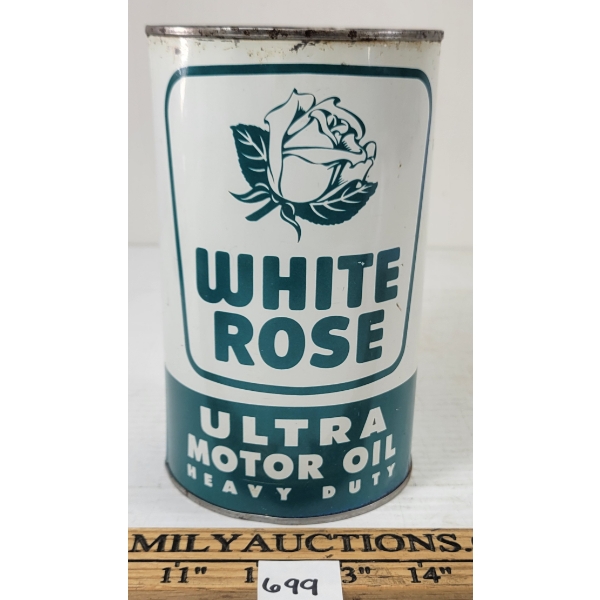 WHITE
ROSE
ULTRA
MOTOR OIL
HEAVY DUTY
MILYAUCTIONS.
11" 3" 14"
699